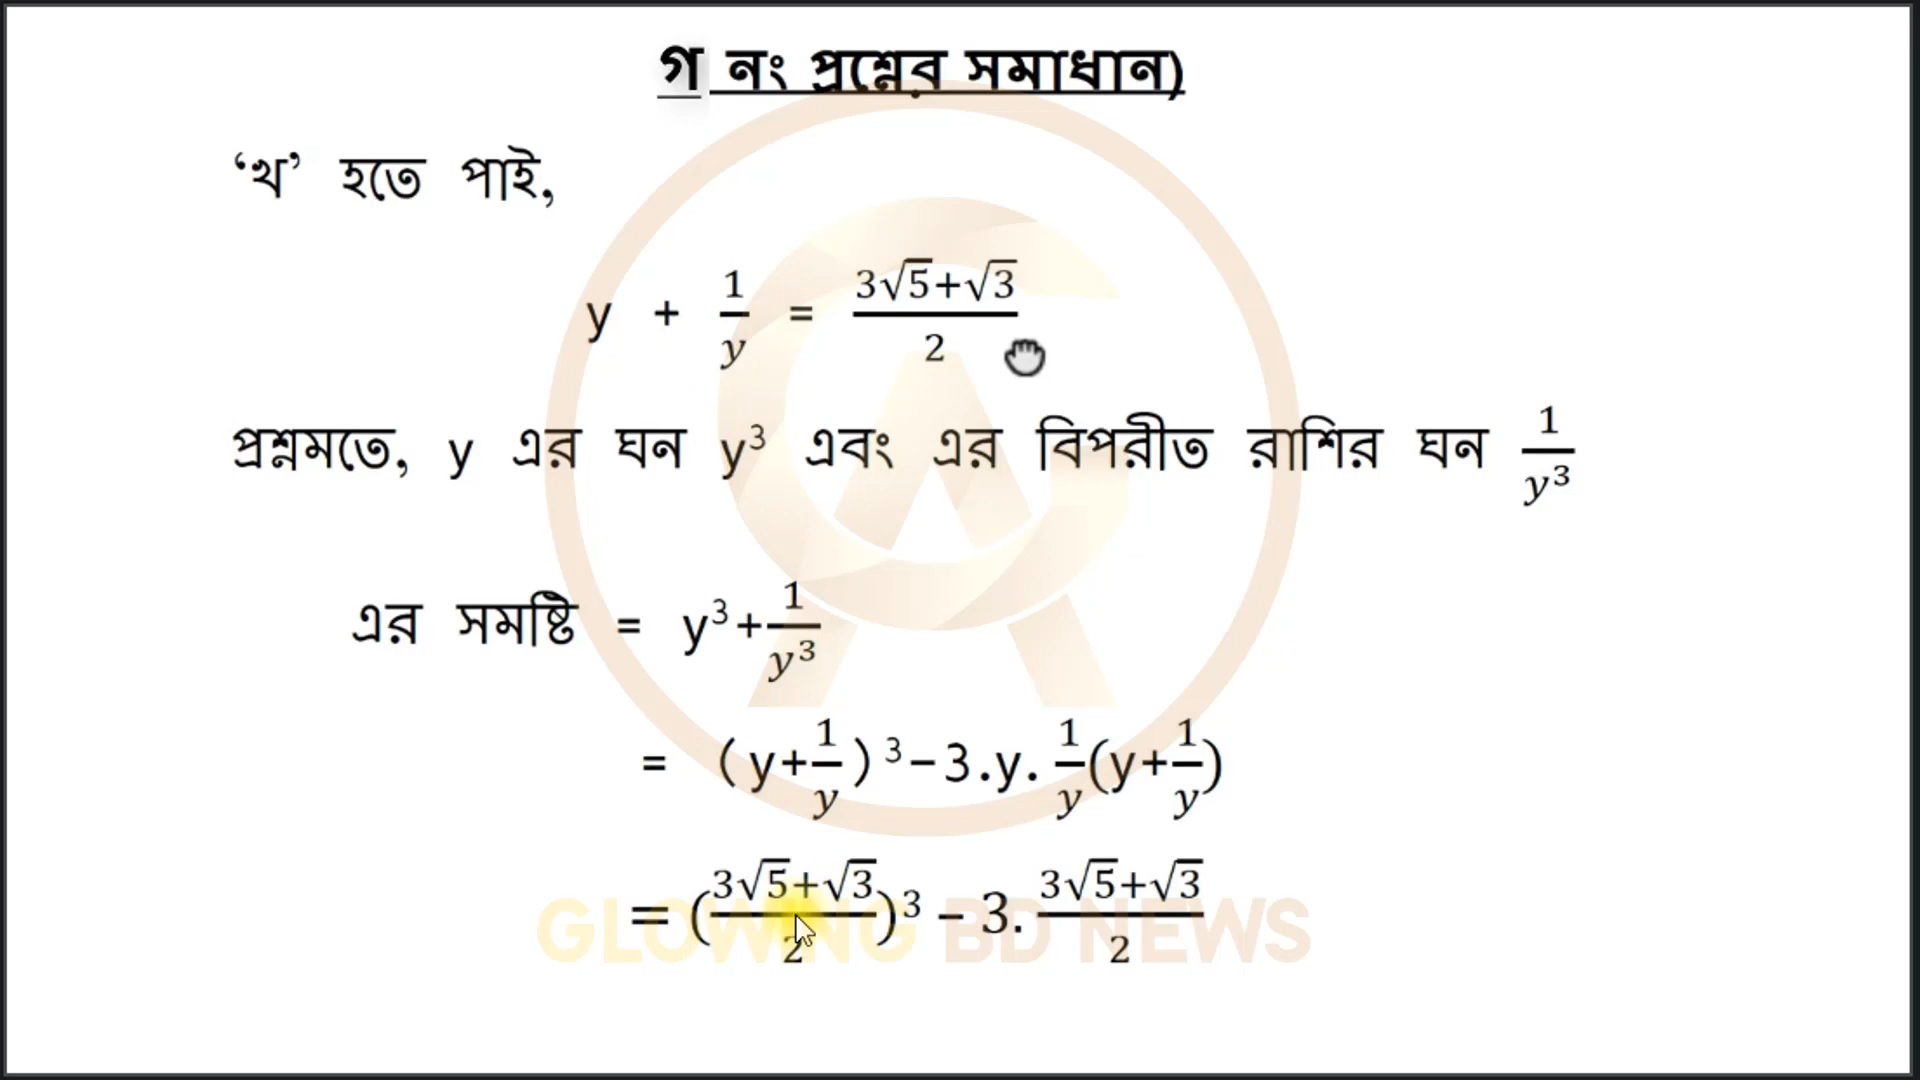 গ নং প্রশ্নের সমাধান)
‘খ’ হতে পাই,
y + 1/y = (3√5+√3)/2
প্রশ্নমতে, y এর ঘন y³ এবং এর বিপরীত রাশির ঘন 1/y³
এর সমষ্টি = y³+1/y³
= (y+1/y)³-3.y. 1/y(y+1/y)
= ((3√5+√3)/2)³ - 3. (3√5+√3)/2
GLOWING BD NEWS